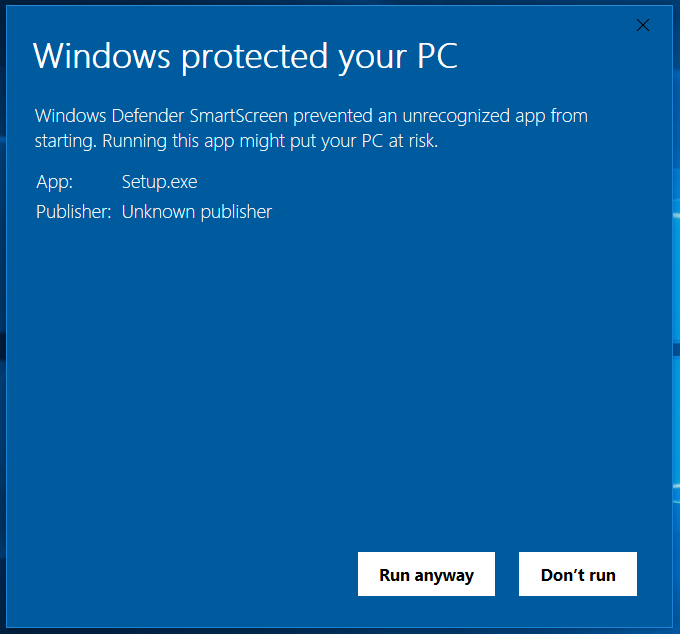 Windows protected your PC
Windows Defender SmartScreen prevented an unrecognized app from
starting. Running this app might put your PC at risk.
App: Setup.exe
Publisher: Unknown publisher
Run anyway Don’t run